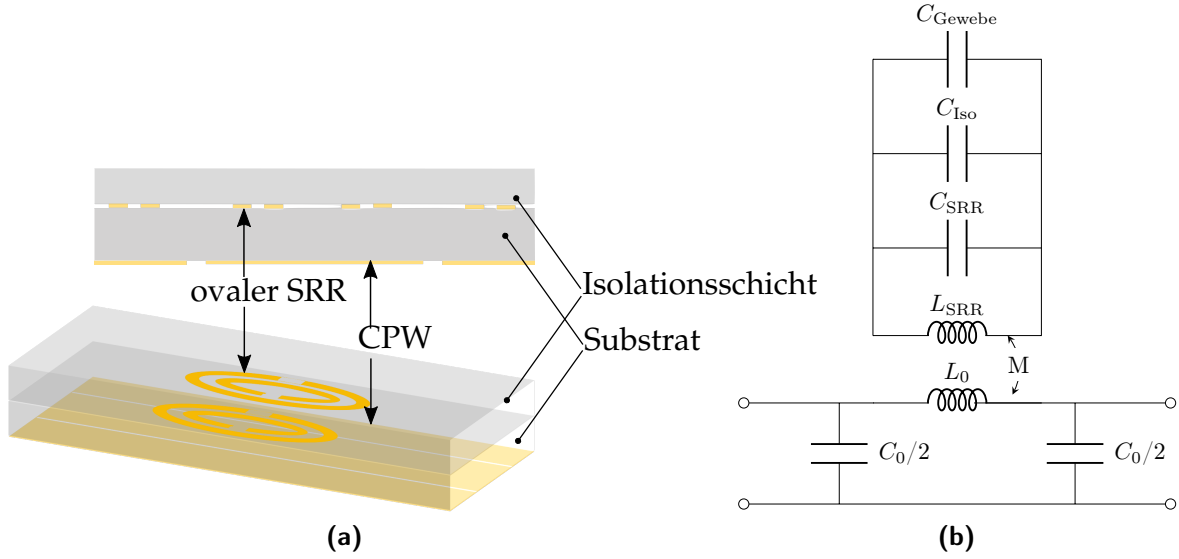 ovaler SRR
CPW
Isolationsschicht
Substrat
(a)
C_Gewebe
C_Iso
C_SRR
L_SRR
M
L_0
C_0/2
C_0/2
(b)